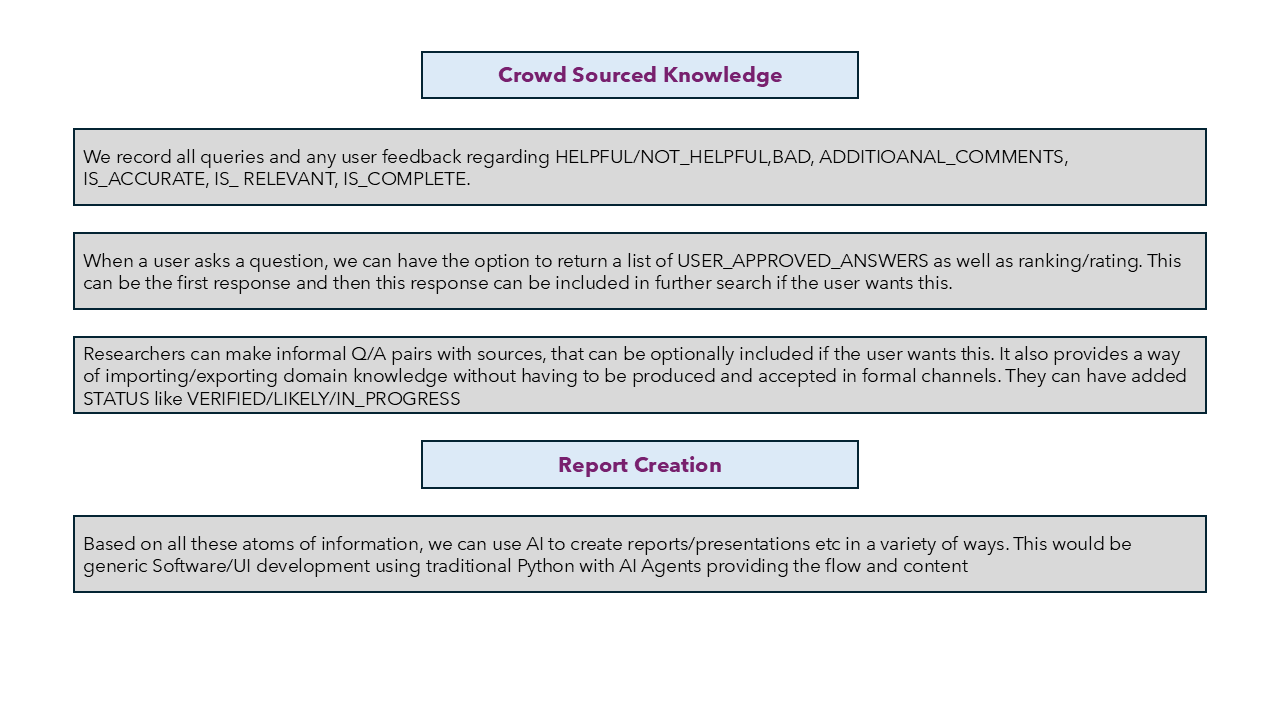 Crowd Sourced Knowledge
We record all queries and any user feedback regarding HELPFUL/NOT_HELPFUL,BAD, ADDITIOANAL_COMMENTS,
IS_ACCURATE, IS_ RELEVANT, IS_COMPLETE.
When a user asks a question, we can have the option to return a list of USER_APPROVED_ANSWERS as well as ranking/rating. This
can be the first response and then this response can be included in further search if the user wants this.
Researchers can make informal Q/A pairs with sources, that can be optionally included if the user wants this. It also provides a way
of importing/exporting domain knowledge without having to be produced and accepted in formal channels. They can have added
STATUS like VERIFIED/LIKELY/IN_PROGRESS
Report Creation
Based on all these atoms of information, we can use AI to create reports/presentations etc in a variety of ways. This would be
generic Software/UI development using traditional Python with AI Agents providing the flow and content